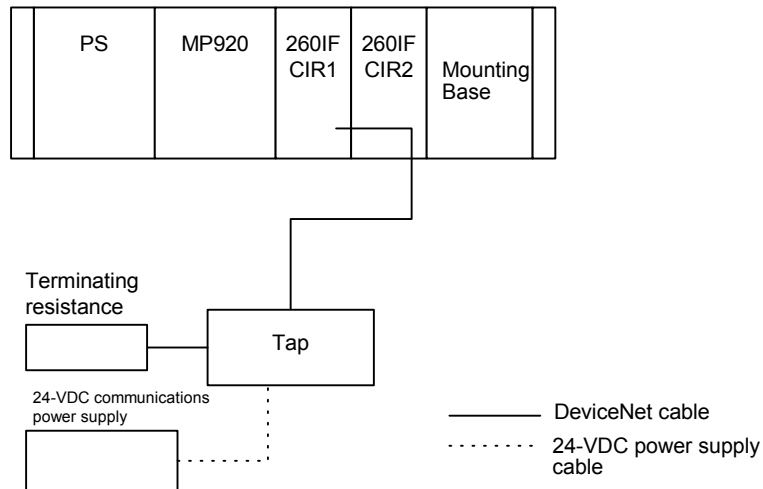 PS
MP920
260IF
CIR1
260IF
CIR2
Mounting
Base
Terminating
resistance
Tap
24-VDC communications
power supply
DeviceNet cable
24-VDC power supply
cable